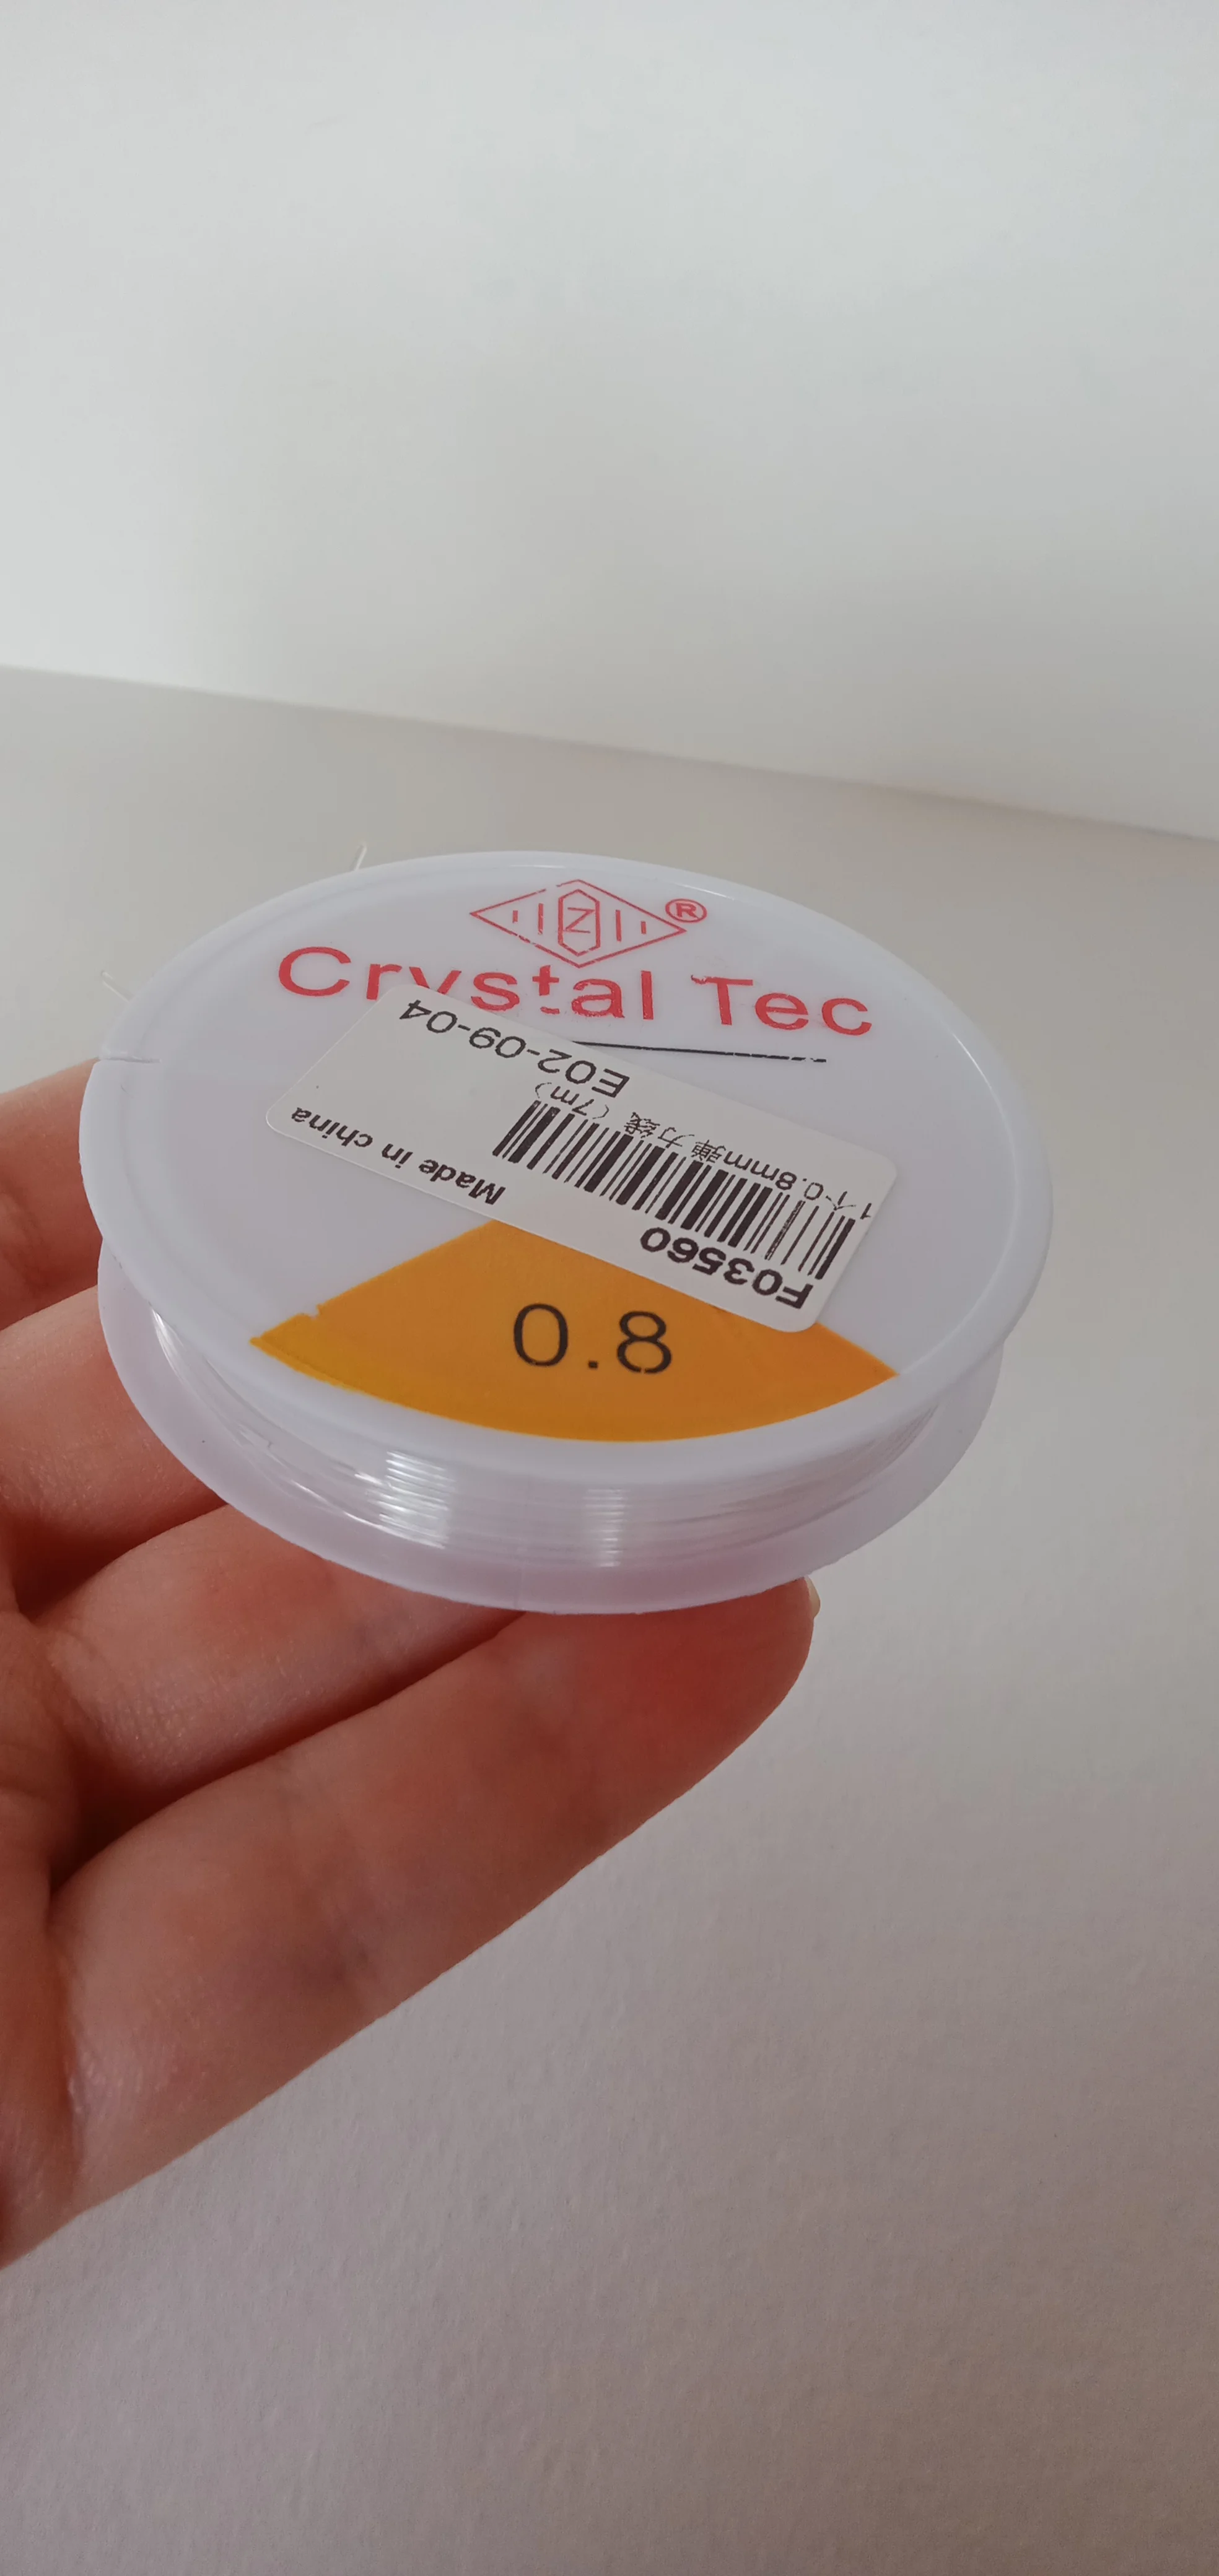 Z ®
Crystal Tec
0.8
F03560
1个0.8mm弹力线（7m）
E02-09-04
Made in china